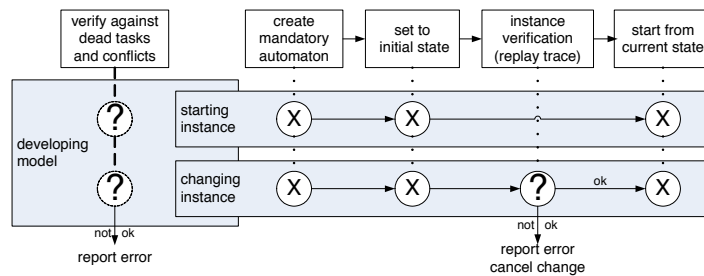 verify against
dead tasks
and conflicts
create
mandatory
automaton
set to
initial state
instance
verification
(replay trace)
start from
current state
developing
model
?
?
starting
instance
X
X
X
changing
instance
X
X
?
ok
X
not ok
report error
not ok
report error
cancel change